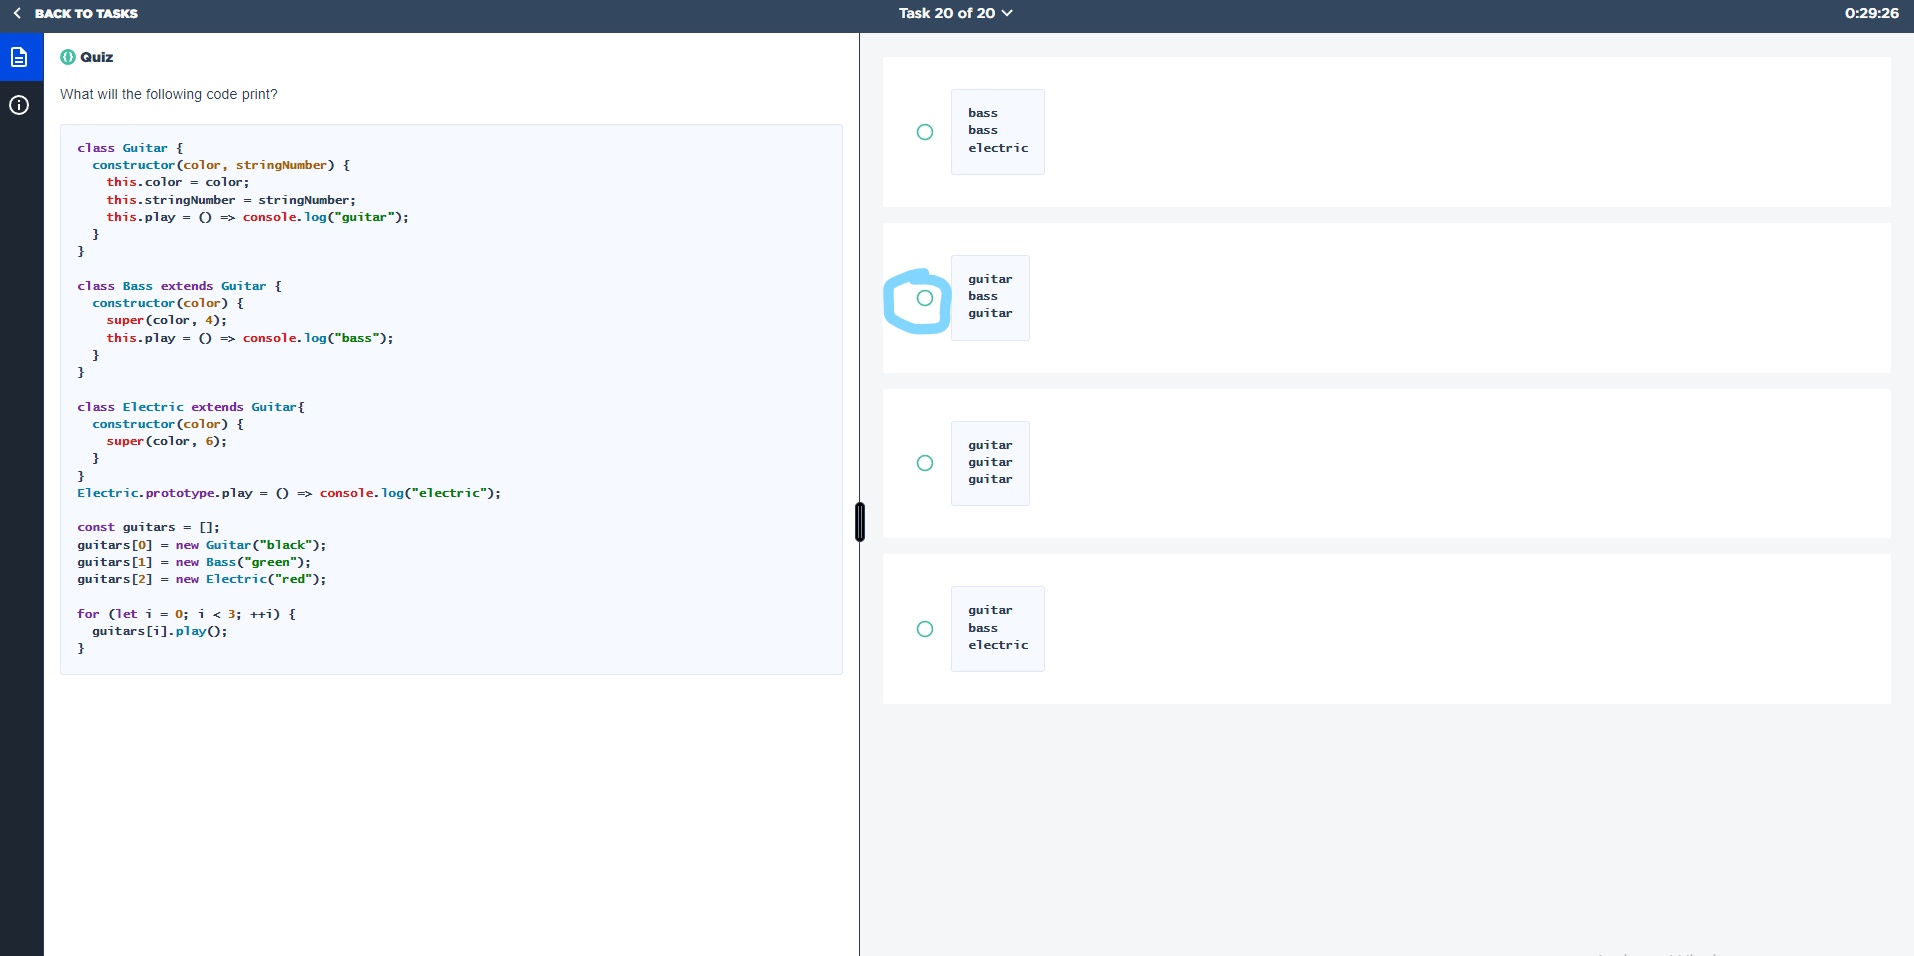 BACK TO TASKS
Task 20 of 20
0:29:26
Quiz
What will the following code print?
class Guitar {
  constructor(color, stringNumber) {
    this.color = color;
    this.stringNumber = stringNumber;
    this.play = () => console.log("guitar");
  }
}
class Bass extends Guitar {
  constructor(color) {
    super(color, 4);
    this.play = () => console.log("bass");
  }
}
class Electric extends Guitar{
  constructor(color) {
    super(color, 6);
  }
}
Electric.prototype.play = () => console.log("electric");
const guitars = [];
guitars[0] = new Guitar("black");
guitars[1] = new Bass("green");
guitars[2] = new Electric("red");
for (let i = 0; i < 3; ++i) {
  guitars[i].play();
}
bass
bass
electric
guitar
bass
guitar
guitar
guitar
guitar
guitar
bass
electric